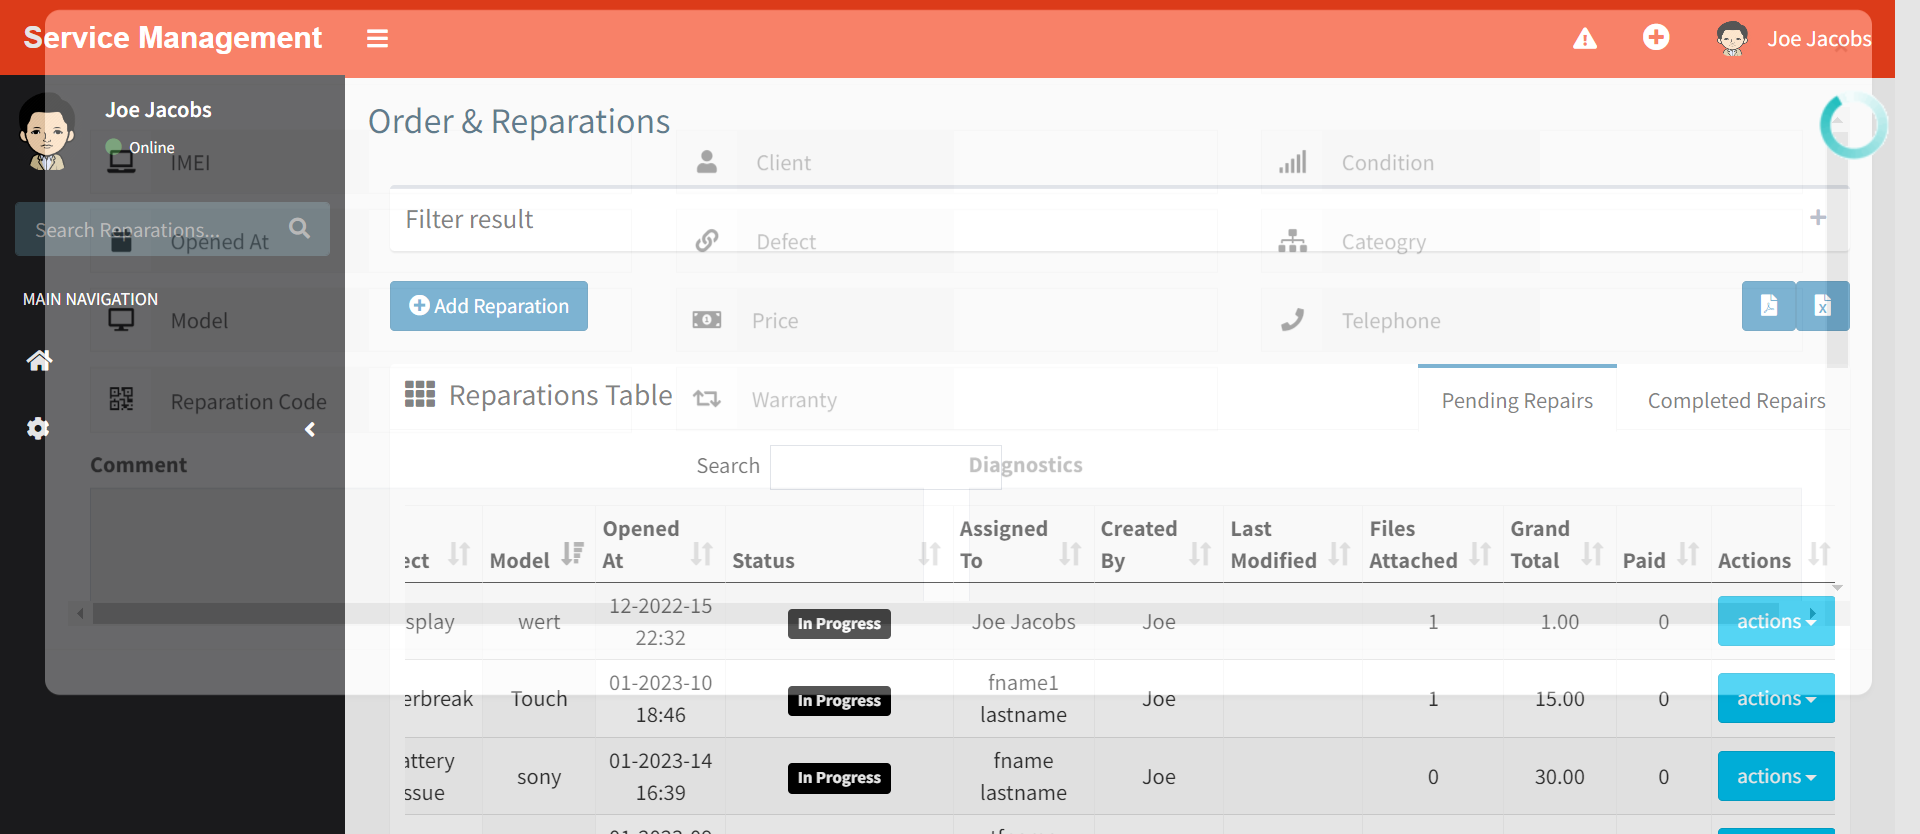 Service Management
Joe Jacobs
Joe Jacobs
Online
Search Reparations...
MAIN NAVIGATION
Order & Reparations
IMEI
Client
Condition
Filter result
Opened At
Defect
Cateogry
Add Reparation
Model
Price
Telephone
Reparation Code
Reparations Table
Warranty
Pending Repairs
Completed Repairs
Comment
Search
Diagnostics
ect Model Opened At Status Assigned To Created By Last Modified Files Attached Grand Total Paid Actions
splay wert 12-2022-15 22:32 In Progress Joe Jacobs Joe 1 1.00 0 actions
erbreak Touch 01-2023-10 18:46 In Progress fname1 lastname Joe 1 15.00 0 actions
attery ssue sony 01-2023-14 16:39 In Progress fname lastname Joe 0 30.00 0 actions